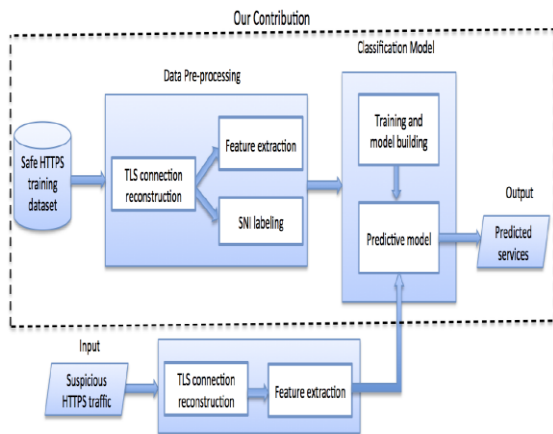 Our Contribution
Data Pre-processing
Classification Model
Safe HTTPS
training
dataset
TLS connection
reconstruction
Feature extraction
SNI labeling
Training and
model building
Predictive model
Output
Predicted
services
Input
Suspicious
HTTPS traffic
TLS connection
reconstruction
Feature extraction